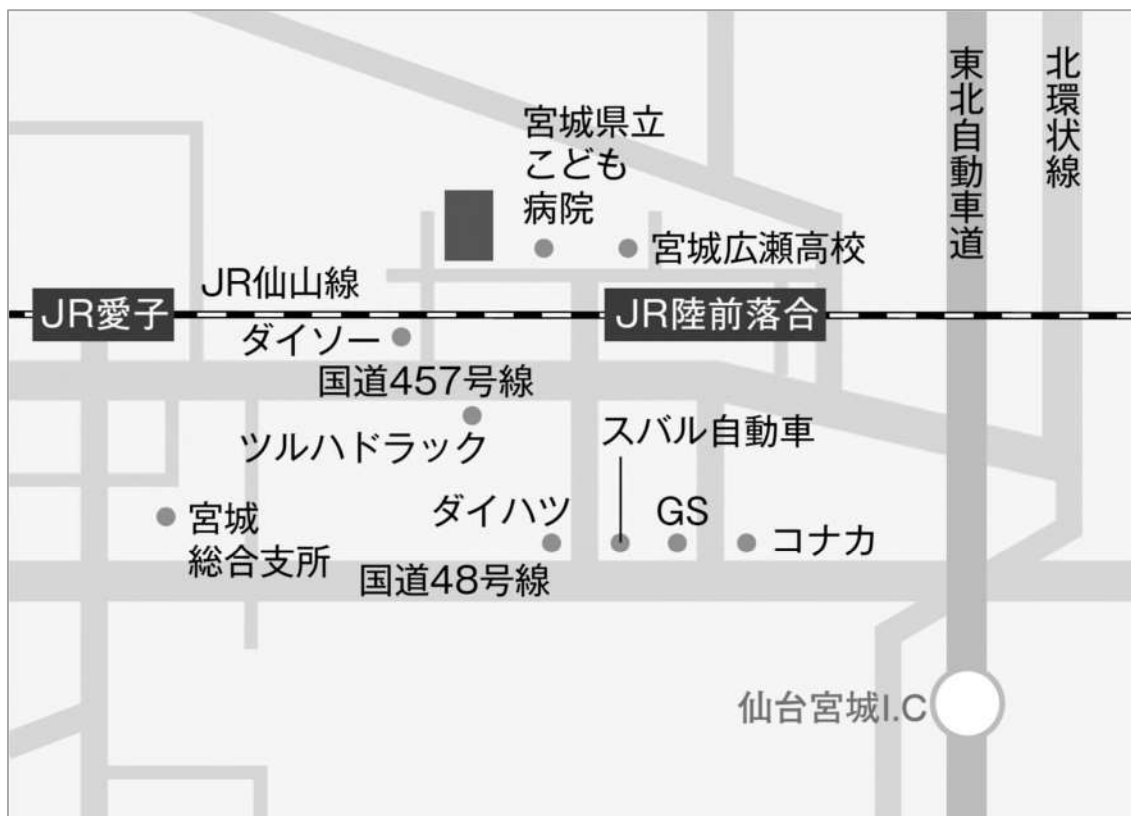 東北自動車道
北環状線
宮城県立
こども
病院
宮城広瀬高校
JR仙山線
JR愛子
JR陸前落合
ダイソー
国道457号線
ツルハドラック
スバル自動車
ダイハツ
GS
コナカ
宮城
総合支所
国道48号線
仙台宮城I.C